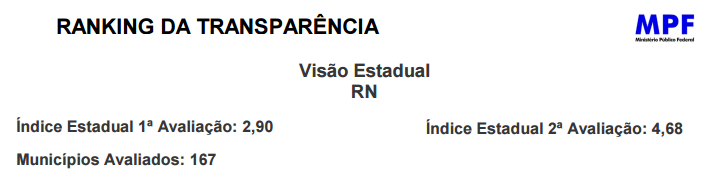 RANKING DA TRANSPARÊNCIA
MPF
Ministério Público Federal
Visão Estadual
RN
Índice Estadual 1ª Avaliação: 2,90
Índice Estadual 2ª Avaliação: 4,68
Municípios Avaliados: 167